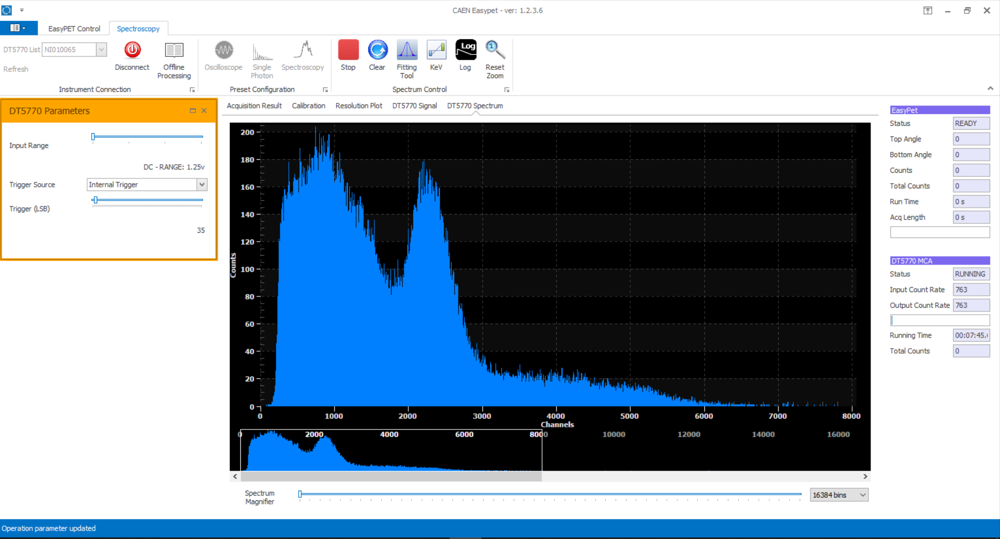 CAEN Easypet - ver: 1.2.3.6
EasyPET Control
Spectroscopy
DT5770 List
NI010065
Refresh
Disconnect
Offline
Processing
Instrument Connection
Oscilloscope
Single
Photon
Spectroscopy
Preset Configuration
Stop
Clear
Fitting
Tool
KeV
Log
Log
1
Reset
Zoom
Spectrum Control
DT5770 Parameters
Input Range
DC - RANGE: 1.25v
Trigger Source
Internal Trigger
Trigger (LSB)
35
Acquisition Result
Calibration
Resolution Plot
DT5770 Signal
DT5770 Spectrum
Counts
200
180
160
140
120
100
80
60
40
20
0
0 1000 2000 3000 4000 5000 6000 7000 8000
Channels
0 2000 4000 6000 8000 10000 12000 14000 16000
Spectrum
Magnifier
16384 bins
EasyPet
Status READY
Top Angle 0
Bottom Angle 0
Counts 0
Total Counts 0
Run Time 0 s
Acq Length 0 s
DT5770 MCA
Status RUNNING
Input Count Rate 763
Output Count Rate 763
Running Time 00:07:45.
Total Counts 0
Operation parameter updated